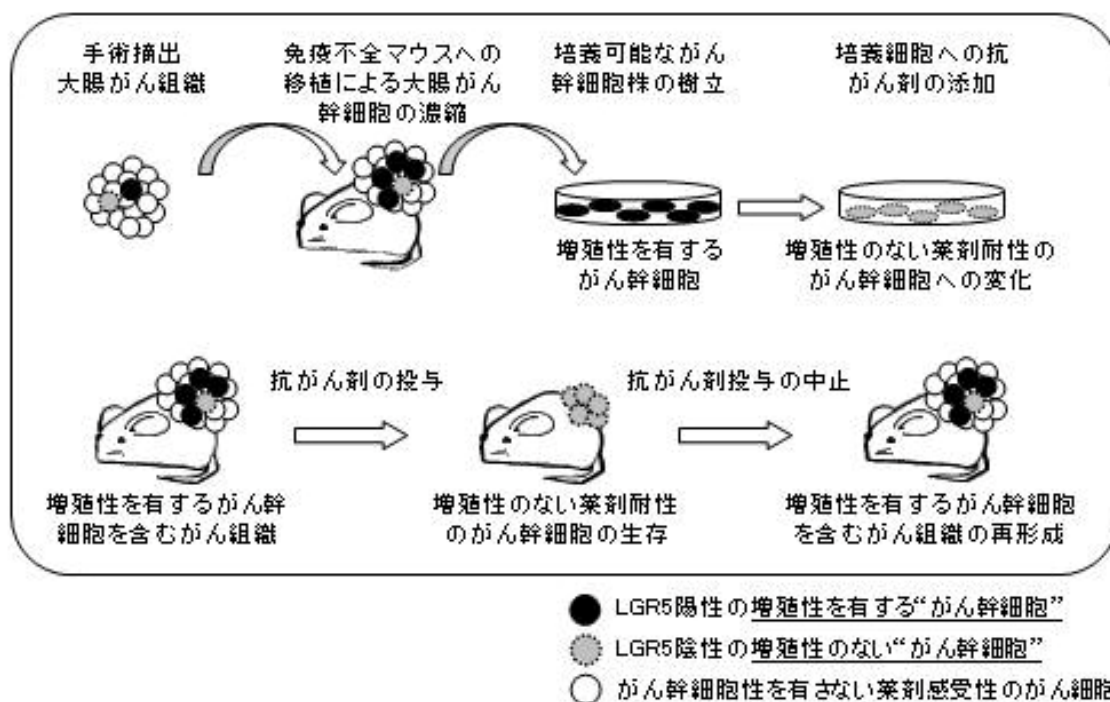 手術摘出
大腸がん組織
免疫不全マウスへの
移植による大腸がん
幹細胞の濃縮
培養可能ながん
幹細胞株の樹立
培養細胞への抗
がん剤の添加
増殖性を有する
がん幹細胞
増殖性のない薬剤耐性の
がん幹細胞への変化
抗がん剤の投与
抗がん剤投与の中止
増殖性を有するがん幹
細胞を含むがん組織
増殖性のない薬剤耐性
のがん幹細胞の生存
増殖性を有するがん幹細胞
を含むがん組織の再形成
LGR5陽性の増殖性を有する“がん幹細胞”
LGR5陰性の増殖性のない“がん幹細胞”
がん幹細胞性を有さない薬剤感受性のがん細胞